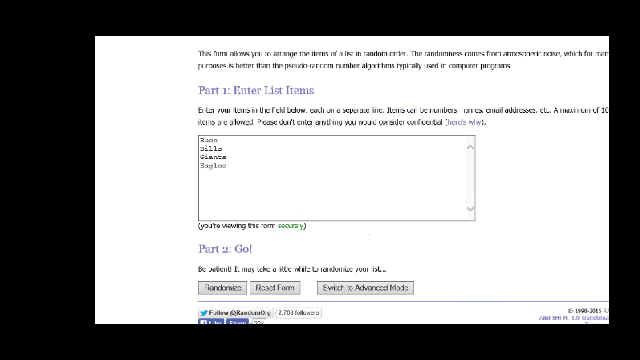 This form allows you to arrange the items of a list in random order. The randomness comes from atmospheric noise, which for man
purposes is better than the pseudo-random number algorithms typically used in computer programs.
Part 1: Enter List Items
Enter your items in the field below, each on a separate line. Items can be numbers, names, email addresses, etc. A maximum of 10
items are allowed. Please don't enter anything you would consider confidential (here's why).
Bills
Giants
Eagles
(you're viewing this form securely)
Part 2: Go!
Be patient! It may take a little while to randomize your list...
Randomize Reset Form Switch to Advanced Mode
Follow @RandomOrg 2,703 followers
© 1998-2015
Like Share